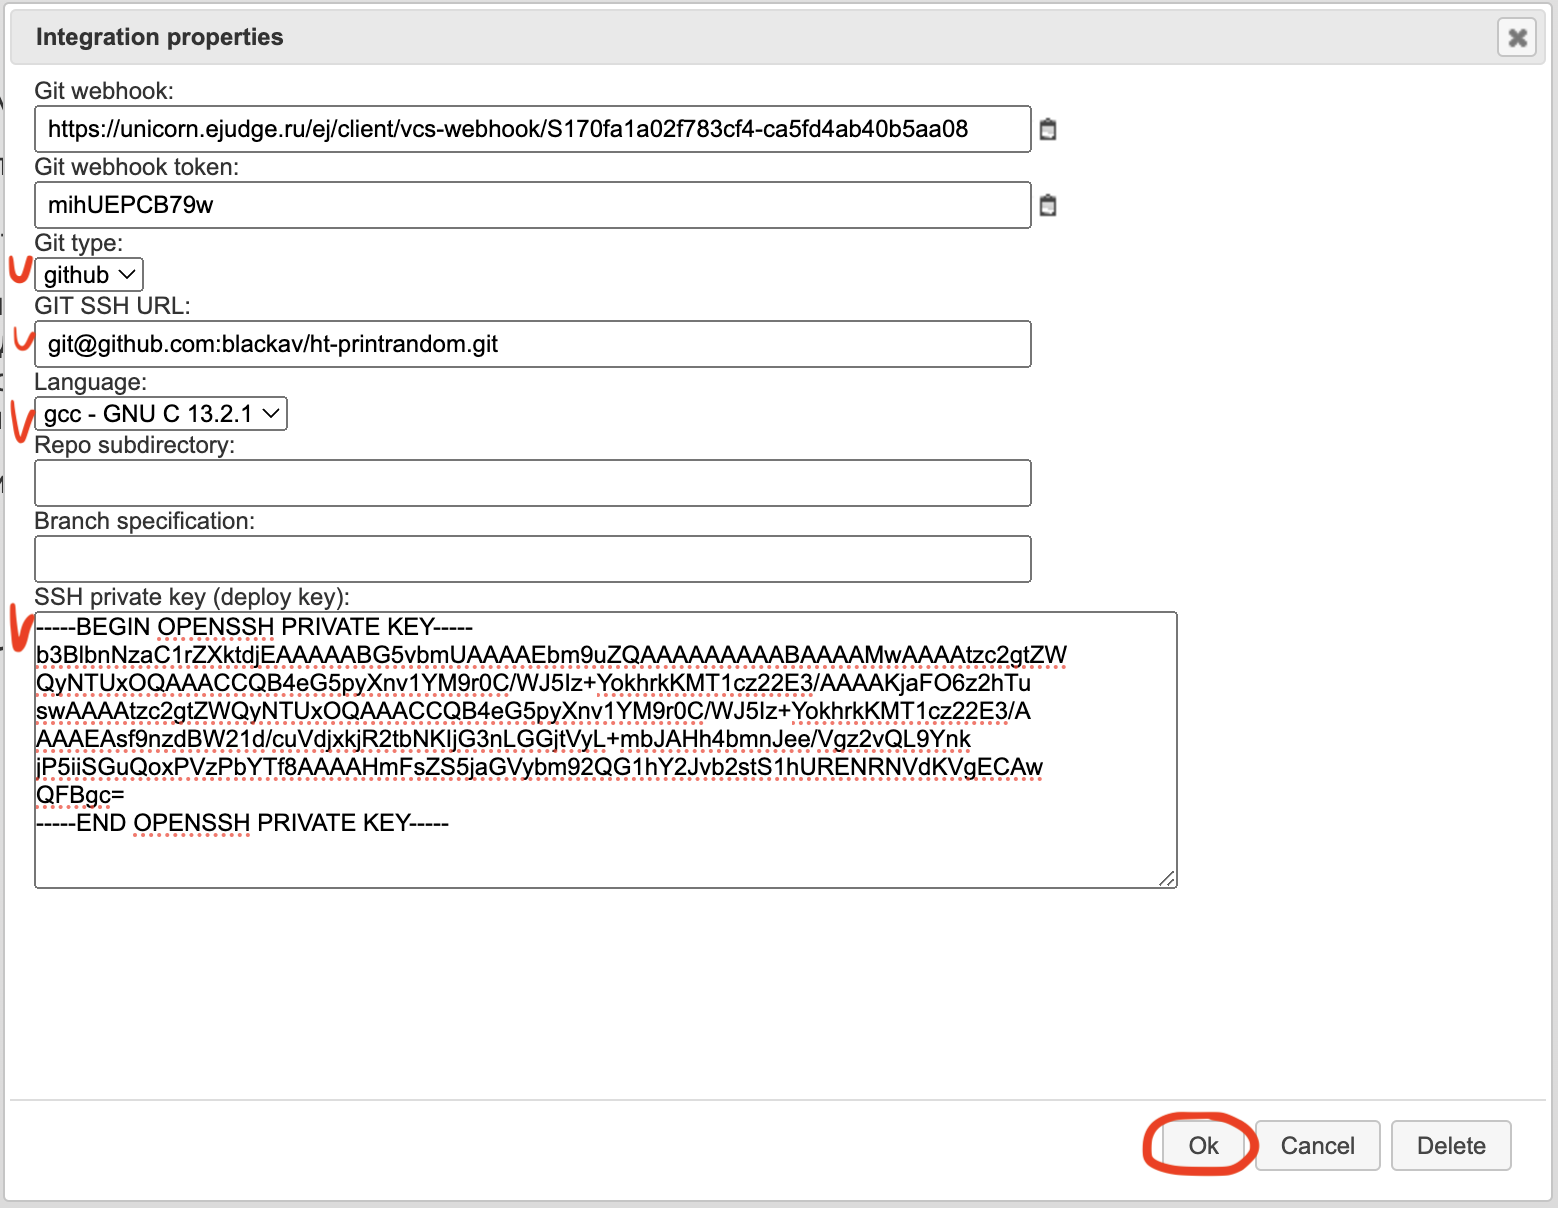 Integration properties
Git webhook:
https://unicorn.ejudge.ru/ej/client/vcs-webhook/S170fa1a02f783cf4-ca5fd4ab40b5aa08
Git webhook token:
mihUEPCB79w
Git type:
github
GIT SSH URL:
git@github.com:blackav/ht-printrandom.git
Language:
gcc - GNU C 13.2.1
Repo subdirectory:
Branch specification:
SSH private key (deploy key):
-----BEGIN OPENSSH PRIVATE KEY-----
b3BlbnNzaC1rZXktdjEAAAAABG5vbmUAAAAEbm9uZQAAAAAAAAABAAAAMwAAAAtzc2gtZW
QyNTUxOQAAACCQB4eG5pyXnv1YM9r0C/WJ5Iz+YokhrkKMT1cz22E3/AAAAKjaFO6z2hTu
swAAAAtzc2gtZWQyNTUxOQAAACCQB4eG5pyXnv1YM9r0C/WJ5Iz+YokhrkKMT1cz22E3/A
AAAEAsf9nzdBW21d/cuVdjxkjR2tbNKIjG3nLGGjtVyL+mbJAHh4bmnJee/Vgz2vQL9Ynk
jP5iiSGuQoxPVzPbYTf8AAAAHmFsZS5jaGVybm92QG1hY2Jvb2stS1hURENRNVdKVgECAw
QFBgc=
-----END OPENSSH PRIVATE KEY-----
Ok
Cancel
Delete